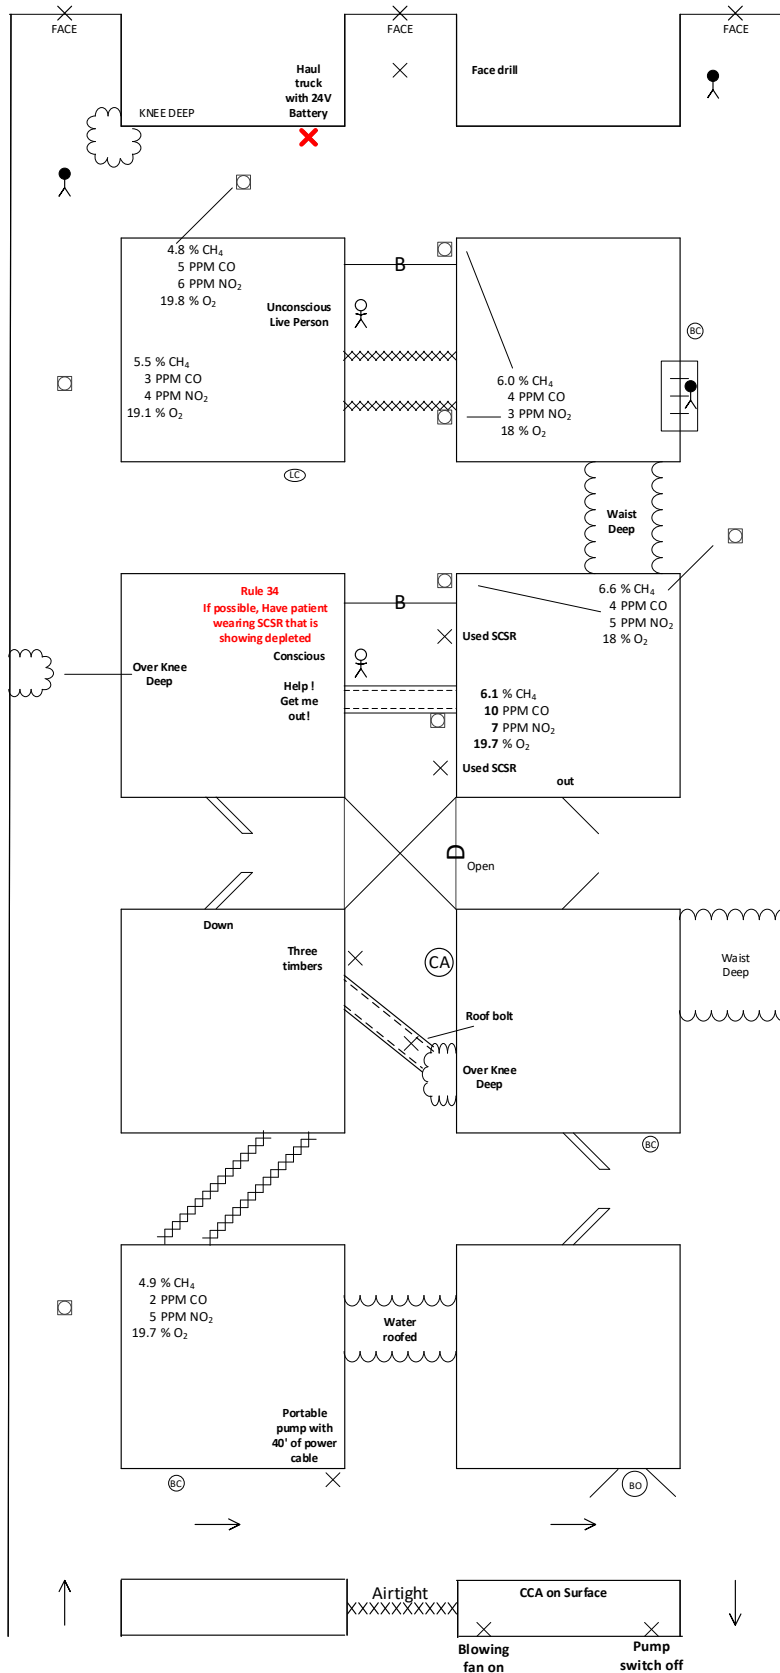 FACE
FACE
FACE
Haul
truck
with 24V
Battery
Face drill
KNEE DEEP
4.8 % CH₄
5 PPM CO
6 PPM NO₂
19.8 % O₂
B
Unconscious
Live Person
BC
5.5 % CH₄
3 PPM CO
4 PPM NO₂
19.1 % O₂
6.0 % CH₄
4 PPM CO
3 PPM NO₂
18 % O₂
LC
Waist
Deep
Rule 34
If possible, Have patient
wearing SCSR that is
showing depleted
B
6.6 % CH₄
4 PPM CO
5 PPM NO₂
18 % O₂
Used SCSR
Conscious
Over Knee
Deep
Help !
Get me
out!
6.1 % CH₄
10 PPM CO
7 PPM NO₂
19.7 % O₂
Used SCSR
out
D
Open
Down
Three
timbers
CA
Waist
Deep
Roof bolt
Over Knee
Deep
BC
4.9 % CH₄
2 PPM CO
5 PPM NO₂
19.7 % O₂
Water
roofed
Portable
pump with
40' of power
cable
BC
BO
Airtight
CCA on Surface
Blowing
fan on
Pump
switch off